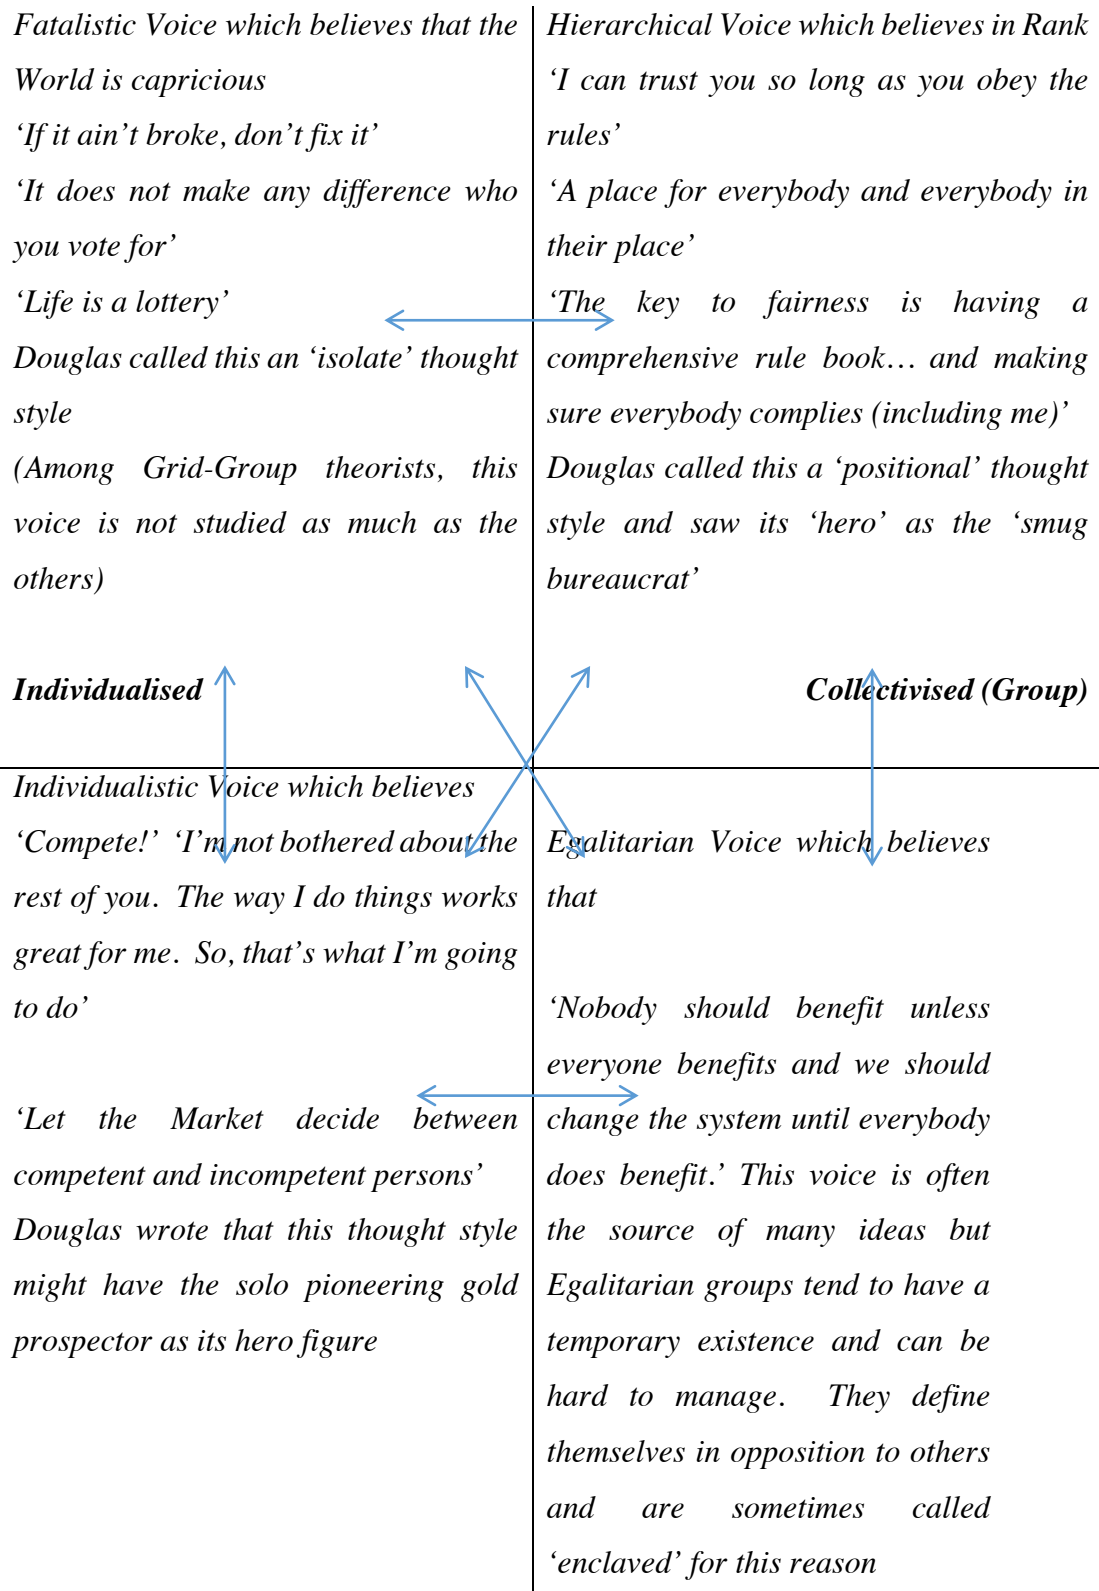 Fatalistic Voice which believes that the
World is capricious
‘If it ain’t broke, don’t fix it’
‘It does not make any difference who
you vote for’
‘Life is a lottery’
Douglas called this an ‘isolate’ thought
style
(Among Grid-Group theorists, this
voice is not studied as much as the
others)
Individualised
Hierarchical Voice which believes in Rank
‘I can trust you so long as you obey the
rules’
‘A place for everybody and everybody in
their place’
‘The key to fairness is having a
comprehensive rule book… and making
sure everybody complies (including me)’
Douglas called this a ‘positional’ thought
style and saw its ‘hero’ as the ‘smug
bureaucrat’
Collectivised (Group)
Individualistic Voice which believes
‘Compete!’ ‘I’m not bothered about the
rest of you. The way I do things works
great for me. So, that’s what I’m going
to do’
‘Let the Market decide between
competent and incompetent persons’
Douglas wrote that this thought style
might have the solo pioneering gold
prospector as its hero figure
Egalitarian Voice which believes
that
‘Nobody should benefit unless
everyone benefits and we should
change the system until everybody
does benefit.’ This voice is often
the source of many ideas but
Egalitarian groups tend to have a
temporary existence and can be
hard to manage. They define
themselves in opposition to others
and are sometimes called
‘enclaved’ for this reason